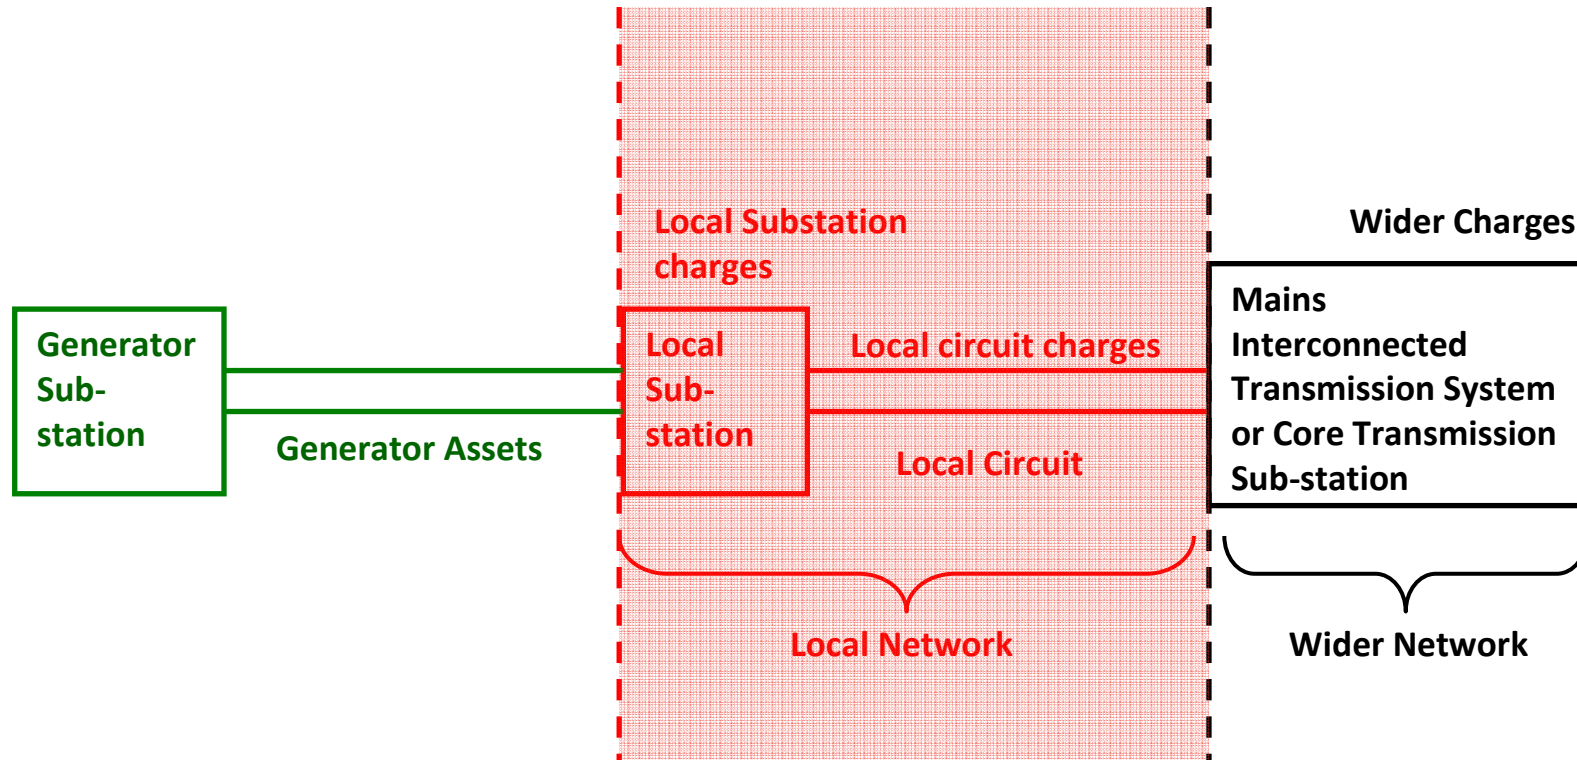 Local Substation
charges
Wider Charges
Generator
Sub-
station
Generator Assets
Local
Sub-
station
Local circuit charges
Local Circuit
Mains
Interconnected
Transmission System
or Core Transmission
Sub-station
Local Network
Wider Network